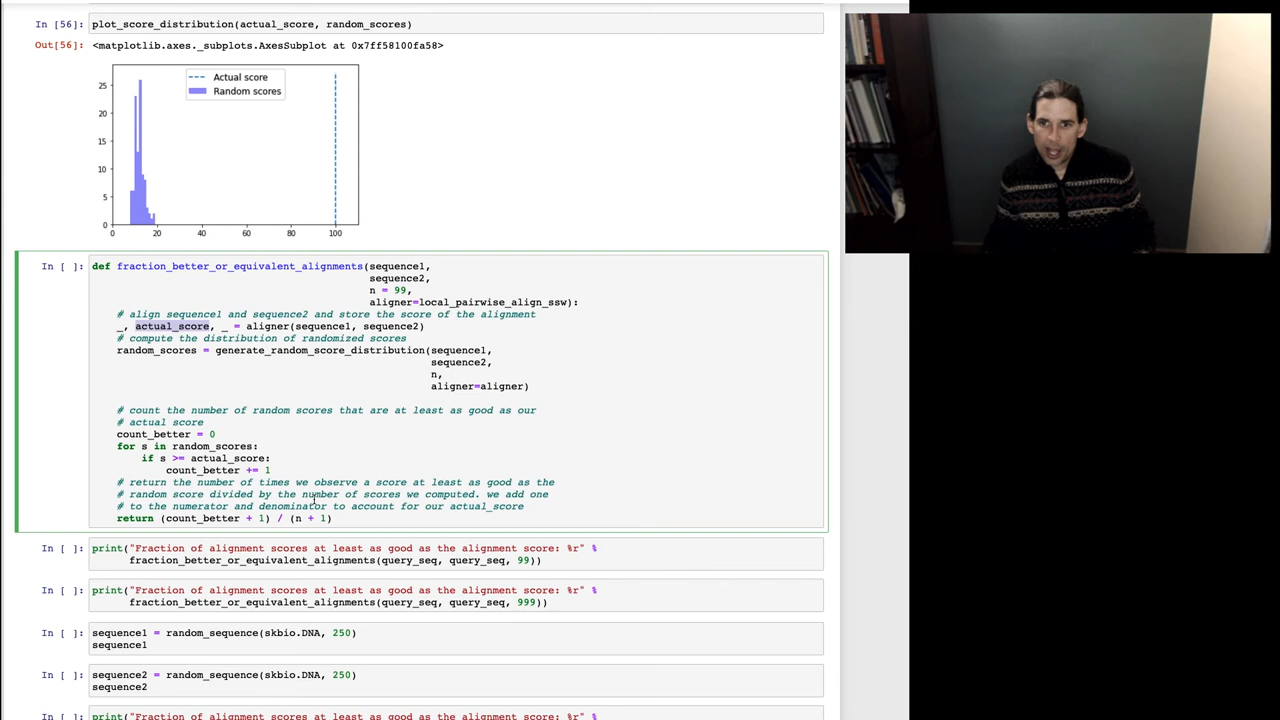 In [56]: plot_score_distribution(actual_score, random_scores)
Out[56]: <matplotlib.axes._subplots.AxesSubplot at 0x7ff58100fa58>
Actual score
Random scores
25
20
15
10
5
0
0 20 40 60 80 100
In [ ]: def fraction_better_or_equivalent_alignments(sequence1,
sequence2,
n = 99,
aligner=local_pairwise_align_ssw):
# align sequence1 and sequence2 and store the score of the alignment
_, actual_score, _ = aligner(sequence1, sequence2)
# compute the distribution of randomized scores
random_scores = generate_random_score_distribution(sequence1,
sequence2,
n,
aligner=aligner)
# count the number of random scores that are at least as good as our
# actual score
count_better = 0
for s in random_scores:
if s >= actual_score:
count_better += 1
# return the number of times we observe a score at least as good as the
# random score divided by the number of scores we computed. we add one
# to the numerator and denominator to account for our actual_score
return (count_better + 1) / (n + 1)
In [ ]: print("Fraction of alignment scores at least as good as the alignment score: %r" %
fraction_better_or_equivalent_alignments(query_seq, query_seq, 99))
In [ ]: print("Fraction of alignment scores at least as good as the alignment score: %r" %
fraction_better_or_equivalent_alignments(query_seq, query_seq, 999))
In [ ]: sequence1 = random_sequence(skbio.DNA, 250)
sequence1
In [ ]: sequence2 = random_sequence(skbio.DNA, 250)
sequence2
In [ ]: print("Fraction of alignment scores at least as good as the alignment score: %r" %